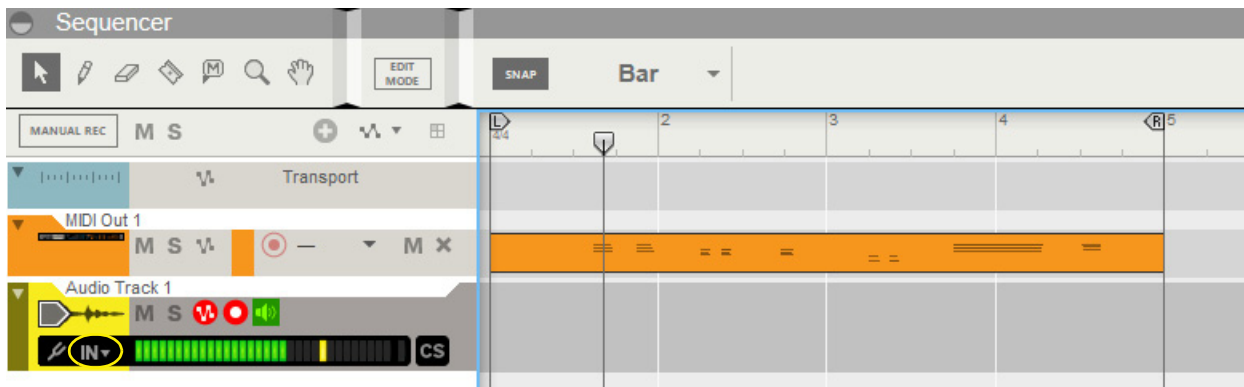 Sequencer
M
EDIT
MODE
SNAP
Bar
MANUAL REC
M S
L
4/4
2
3
4
R
5
Transport
MIDI Out 1
M S
—
M
Audio Track 1
M S
IN
CS